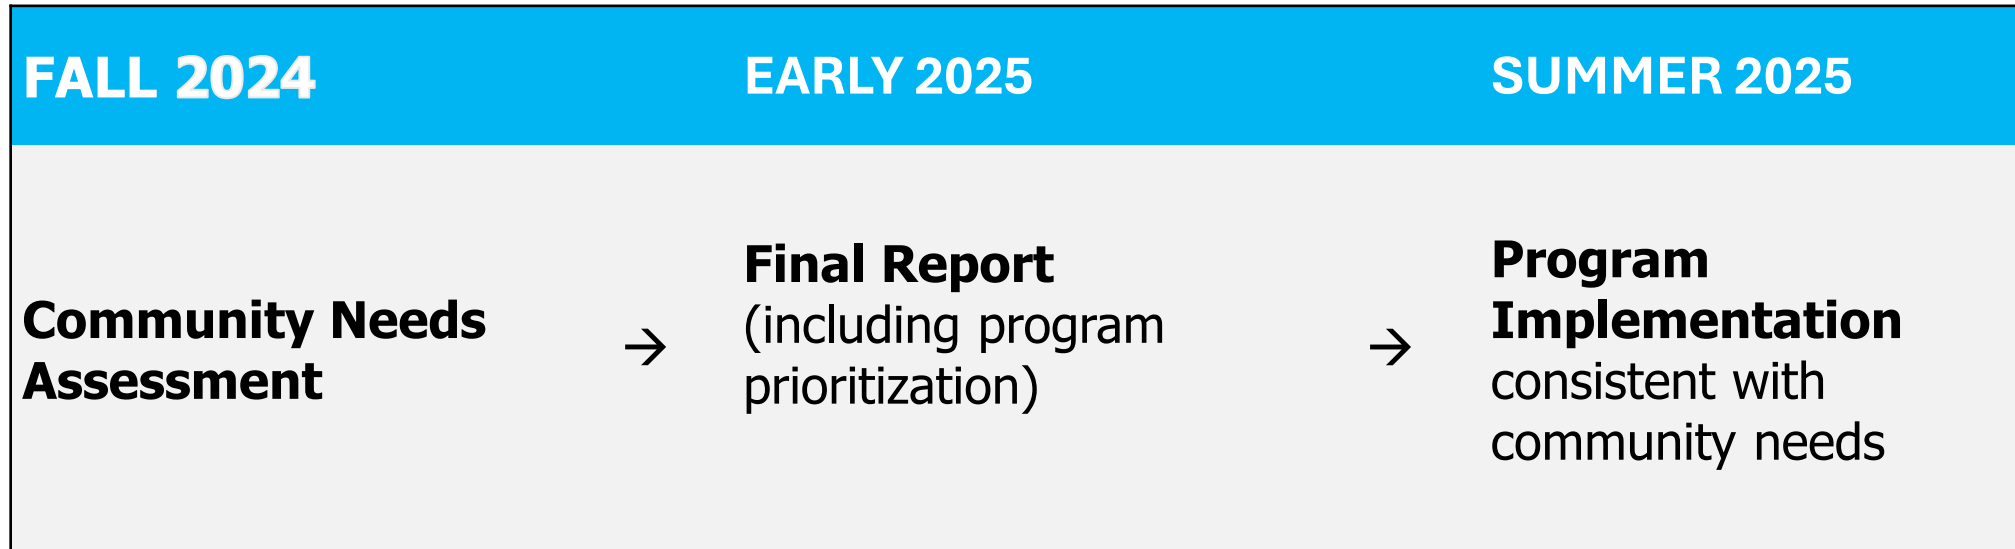 FALL 2024
EARLY 2025
SUMMER 2025
Community Needs
Assessment
→
Final Report
(including program
prioritization)
→
Program
Implementation
consistent with
community needs